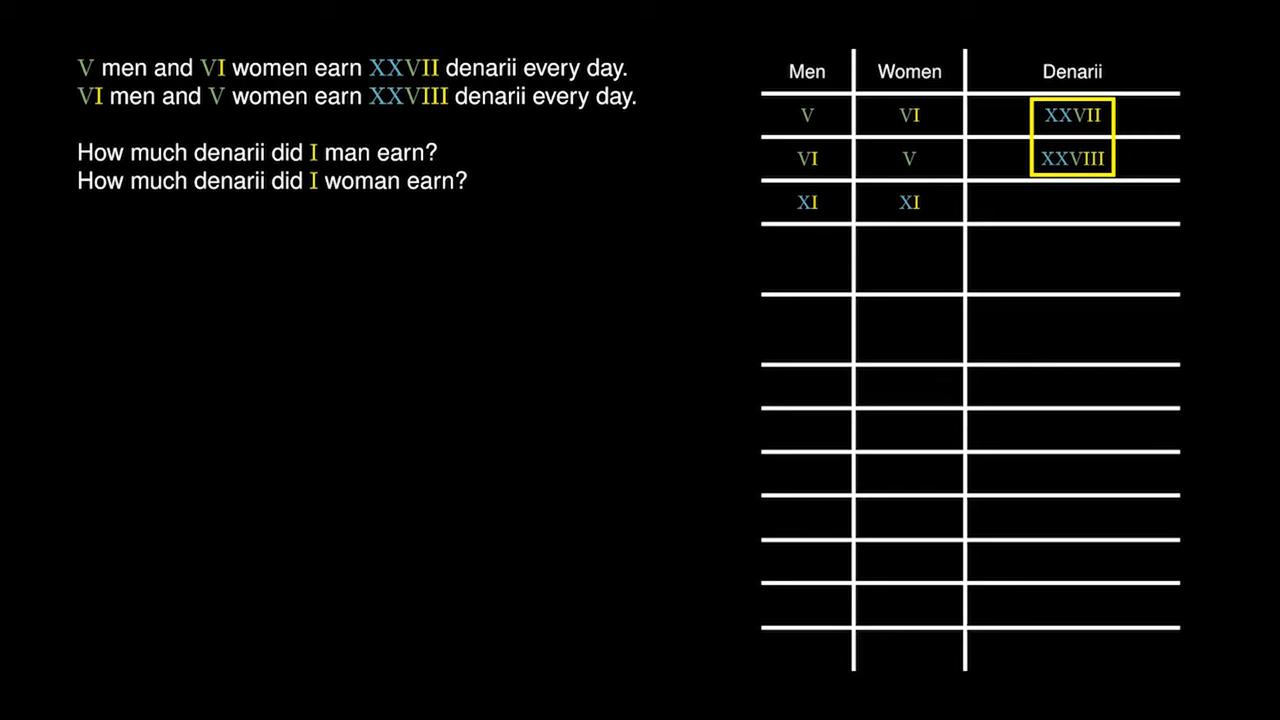 V men and VI women earn XXVII denarii every day.
VI men and V women earn XXVIII denarii every day.
How much denarii did I man earn?
How much denarii did I woman earn?
Men Women Denarii
V VI XXVII
VI V XXVIII
XI XI